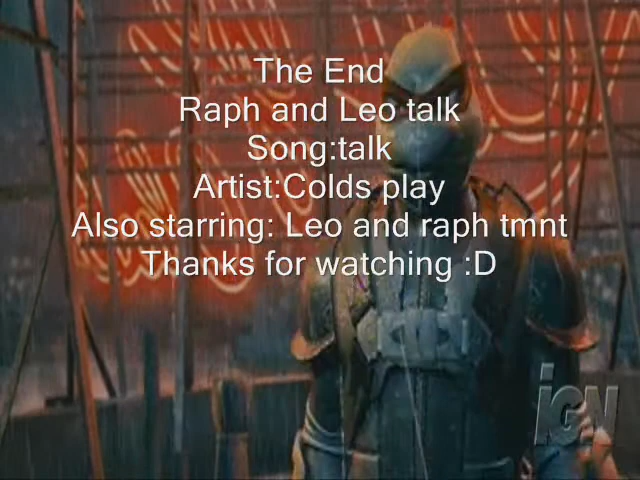 The End
Raph and Leo talk
Song:talk
Artist:Colds play
Also starring: Leo and raph tmnt
Thanks for watching :D
iGN